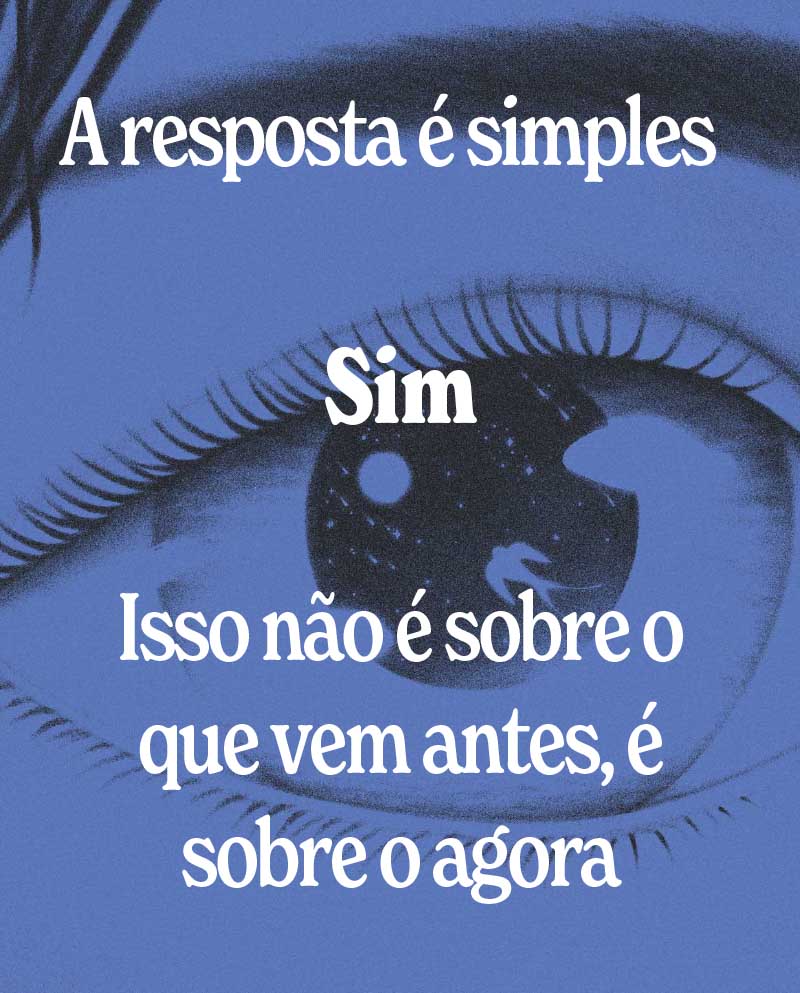 A resposta é simples
Sim
Isso não é sobre o
que vem antes, é
sobre o agora